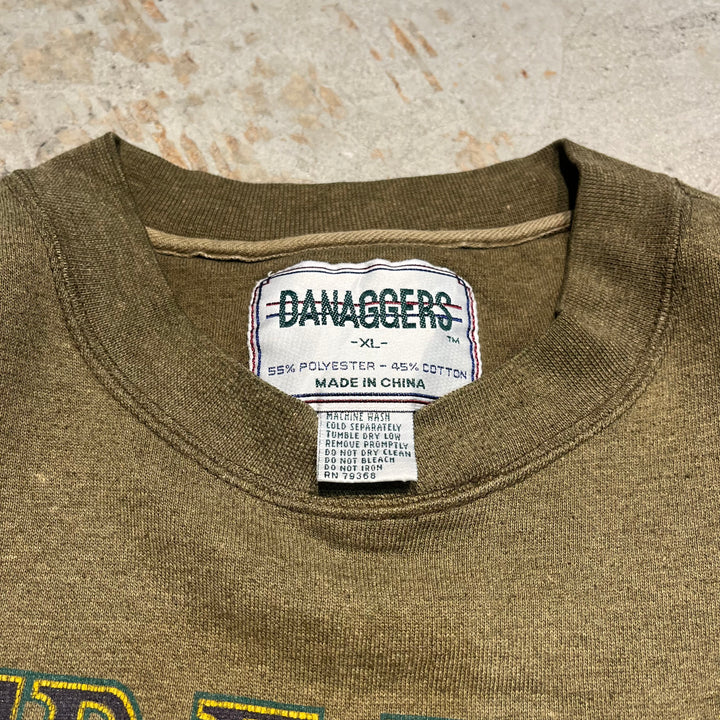 DANAGGERS
-XL- ™
55% POLYESTER - 45% COTTON
MADE IN CHINA
MACHINE WASH
COLD SEPARATELY
TUMBLE DRY LOW
REMOVE PROMPTLY
DO NOT DRY CLEAN
DO NOT BLEACH
DO NOT IRON
RN 79368